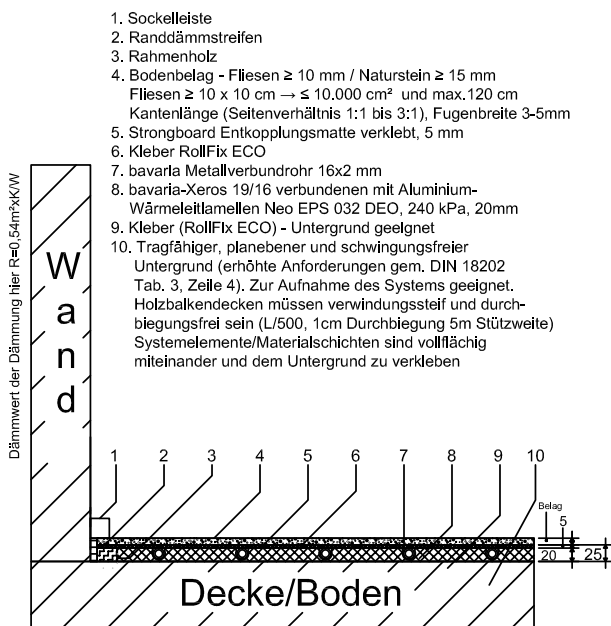 1. Sockelleiste
2. Randdämmstreifen
3. Rahmenholz
4. Bodenbelag - Fliesen ≥ 10 mm / Naturstein ≥ 15 mm
Fliesen ≥ 10 x 10 cm → ≤ 10.000 cm² und max.120 cm
Kantenlänge (Seitenverhältnis 1:1 bis 3:1), Fugenbreite 3-5mm
5. Strongboard Entkopplungsmatte verklebt, 5 mm
6. Kleber RollFix ECO
7. bavaria Metallverbundrohr 16x2 mm
8. bavaria-Xeros 19/16 verbundenen mit Aluminium-
Wärmeleitlamellen Neo EPS 032 DEO, 240 kPa, 20mm
9. Kleber (RollFix ECO) - Untergrund geeignet
10. Tragfähiger, planebener und schwingungsfreier
Untergrund (erhöhte Anforderungen gem. DIN 18202
Tab. 3, Zeile 4). Zur Aufnahme des Systems geeignet.
Holzbalkendecken müssen verwindungssteif und durch-
biegungsfrei sein (L/500, 1cm Durchbiegung 5m Stützweite)
Systemelemente/Materialschichten sind vollflächig
miteinander und dem Untergrund zu verkleben
Dämmwert der Dämmung hier R=0,54m²xK/W
Wand
1 2 3 4 5 6 7 8 9 10
Belag
5
20
25
Decke/Boden